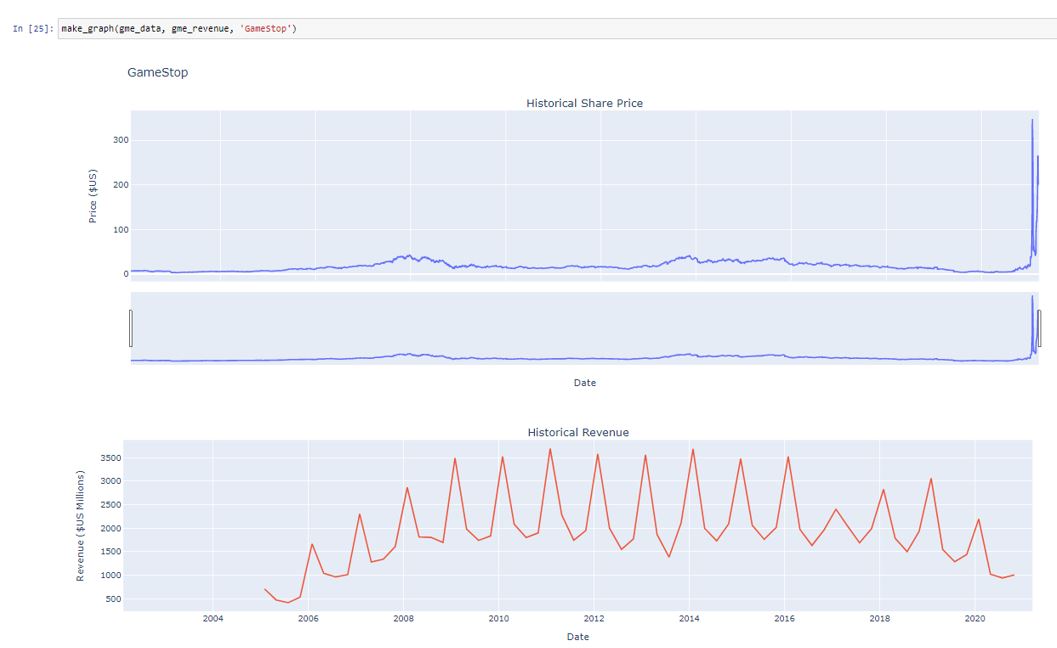 In [25]: make_graph(gme_data, gme_revenue, 'GameStop')
GameStop
Historical Share Price
300
200
100
0
Price ($US)
Date
Historical Revenue
3500
3000
2500
2000
1500
1000
500
Revenue ($US Millions)
2004 2006 2008 2010 2012 2014 2016 2018 2020
Date